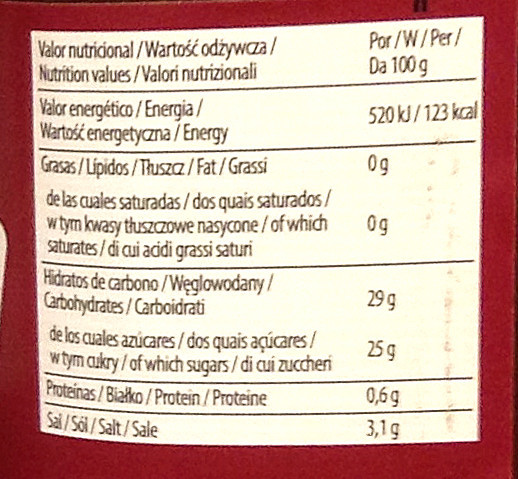 Valor nutricional / Wartość odżywcza / Por / W / Per /
Nutrition values / Valori nutrizionali Da 100 g
Valor energético / Energia /
Wartość energetyczna / Energy 520 kJ / 123 kcal
Grasas / Lípidos / Tłuszcz / Fat / Grassi 0 g
de las cuales saturadas / dos quais saturados /
w tym kwasy tłuszczowe nasycone / of which 0 g
saturates / di cui acidi grassi saturi
Hidratos de carbono / Węglowodany /
Carbohydrates / Carboidrati 29 g
de los cuales azúcares / dos quais açúcares /
w tym cukry / of which sugars / di cui zuccheri 25 g
Proteínas / Białko / Protein / Proteine 0,6 g
Sal / Sól / Salt / Sale 3,1 g